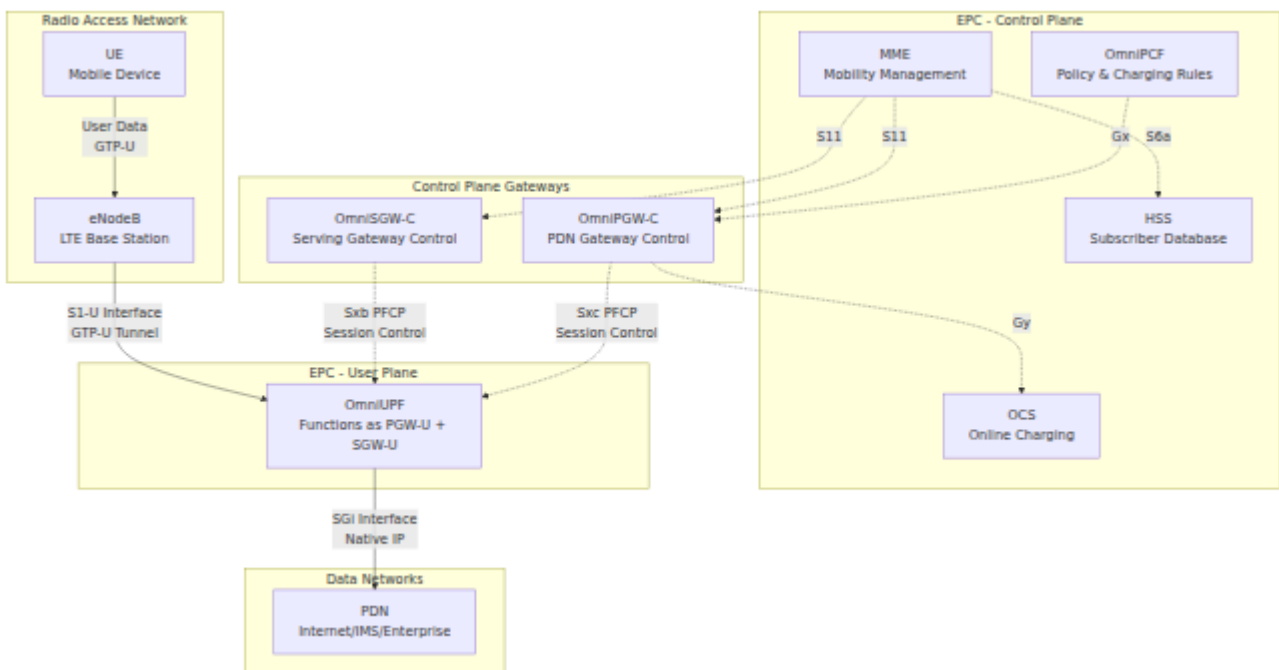 Radio Access Network
UE
Mobile Device
User Data
GTP-U
eNodeB
LTE Base Station
S1-U Interface
GTP-U Tunnel
EPC - Control Plane
MME
Mobility Management
OmniPCF
Policy & Charging Rules
S11
S11
Gx
S6a
HSS
Subscriber Database
Control Plane Gateways
OmniSGW-C
Serving Gateway Control
OmniPGW-C
PDN Gateway Control
Sxb PFCP
Session Control
Sxc PFCP
Session Control
Gy
OCS
Online Charging
EPC - User Plane
OmniUPF
Functions as PGW-U +
SGW-U
SGi Interface
Native IP
Data Networks
PDN
Internet/IMS/Enterprise